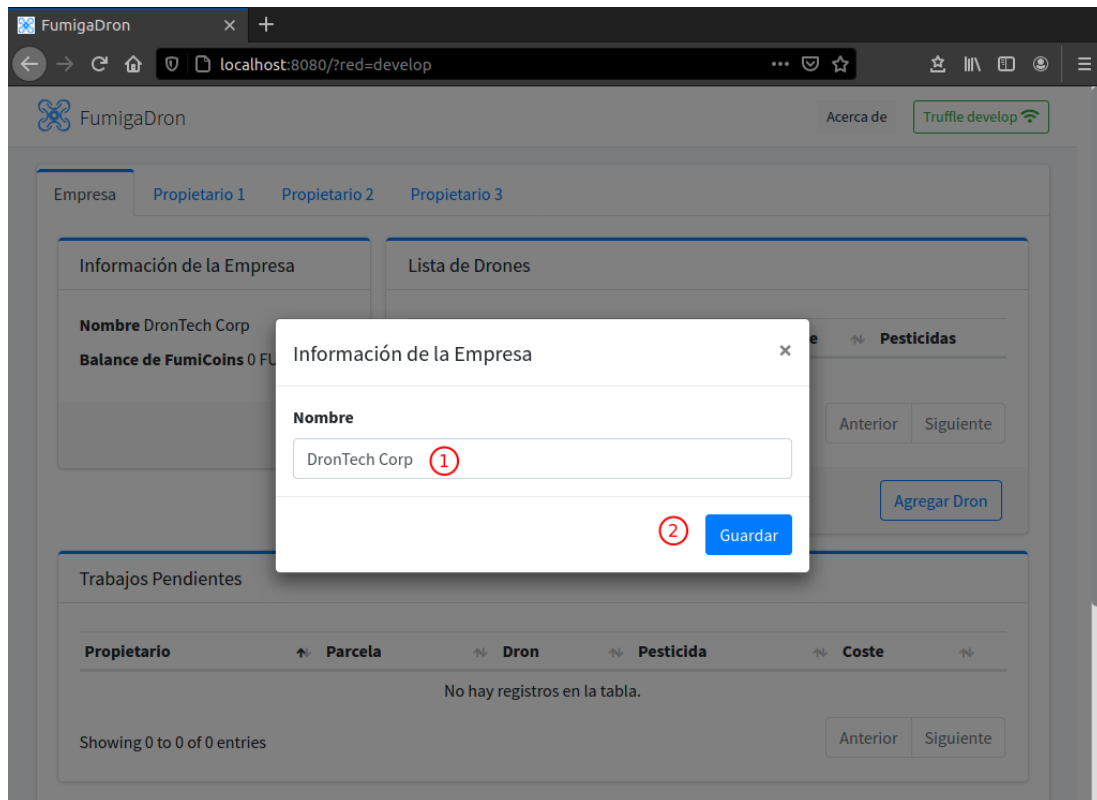 FumigaDron
localhost:8080/?red=develop
FumigaDron
Acerca de
Truffle develop
Empresa
Propietario 1
Propietario 2
Propietario 3
Información de la Empresa
Lista de Drones
Nombre DronTech Corp
Balance de FumiCoins 0 FU
e
Pesticidas
Anterior
Siguiente
Agregar Dron
Información de la Empresa
×
Nombre
DronTech Corp
1
2
Guardar
Trabajos Pendientes
Propietario
Parcela
Dron
Pesticida
Coste
No hay registros en la tabla.
Showing 0 to 0 of 0 entries
Anterior
Siguiente